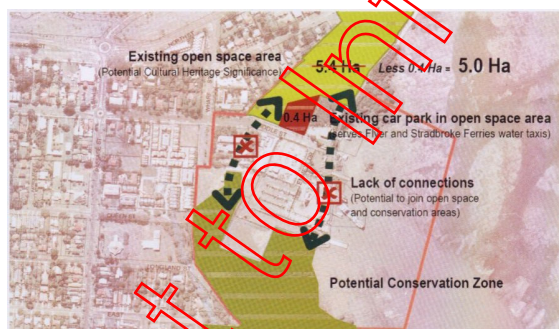 Existing open space area
(Potential Cultural Heritage Significance)
5.4 Ha Less 0.4 Ha = 5.0 Ha
0.4 Ha
Existing car park in open space area
(serves Flyer and Stradbroke Ferries water taxis)
Lack of connections
(Potential to join open space
and conservation areas)
Potential Conservation Zone